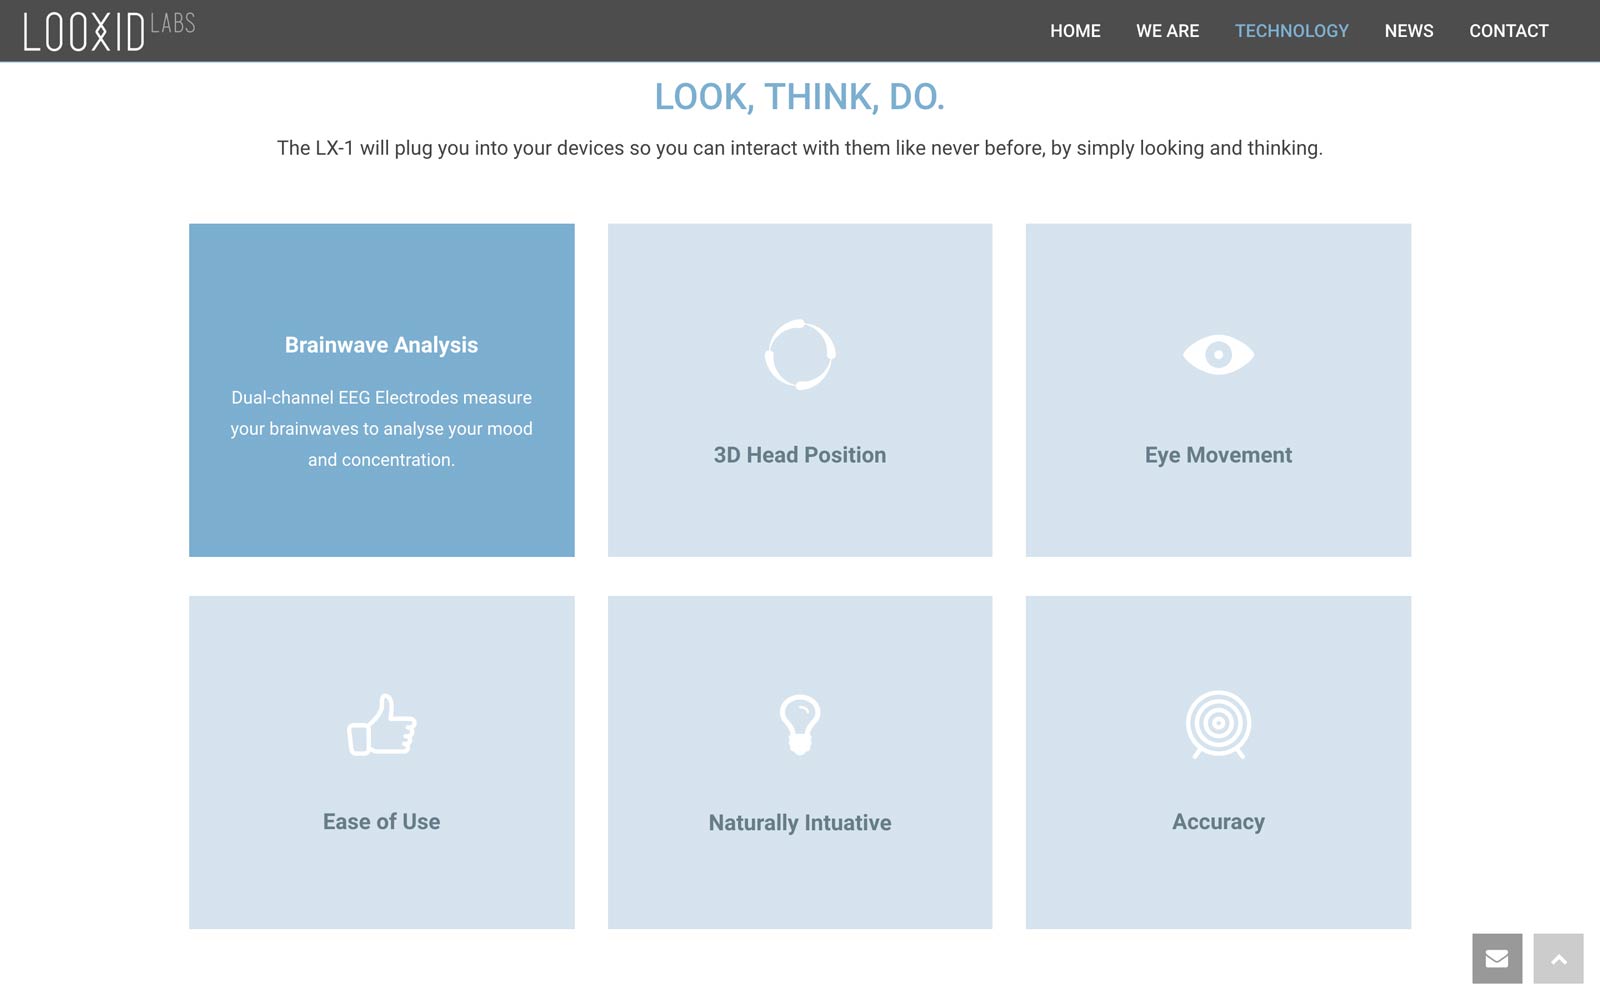 LOOXID LABS
HOME WE ARE TECHNOLOGY NEWS CONTACT
LOOK, THINK, DO.
The LX-1 will plug you into your devices so you can interact with them like never before, by simply looking and thinking.
Brainwave Analysis
Dual-channel EEG Electrodes measure
your brainwaves to analyse your mood
and concentration.
3D Head Position
Eye Movement
Ease of Use
Naturally Intuative
Accuracy